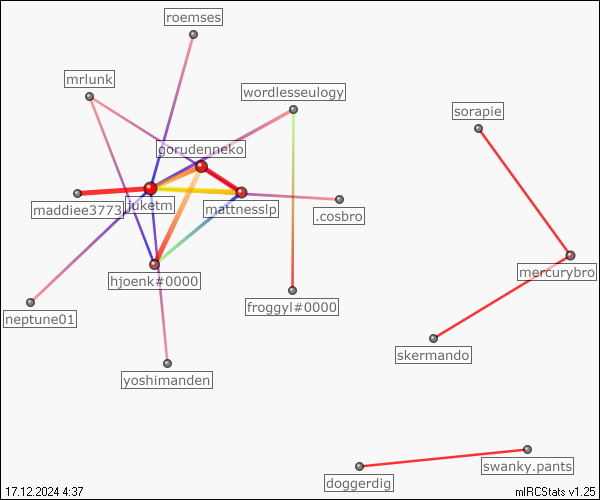 roemses
mrlunk
wordlesseulogy
sorapie
gorudenneko
maddiee3773
juketm
mattnesslp
.cosbro
mercurybro
hjoenk#0000
froggyl#0000
neptune01
skermando
yoshimanden
swanky.pants
doggerdig
17.12.2024 4:37
mIRCStats v1.25